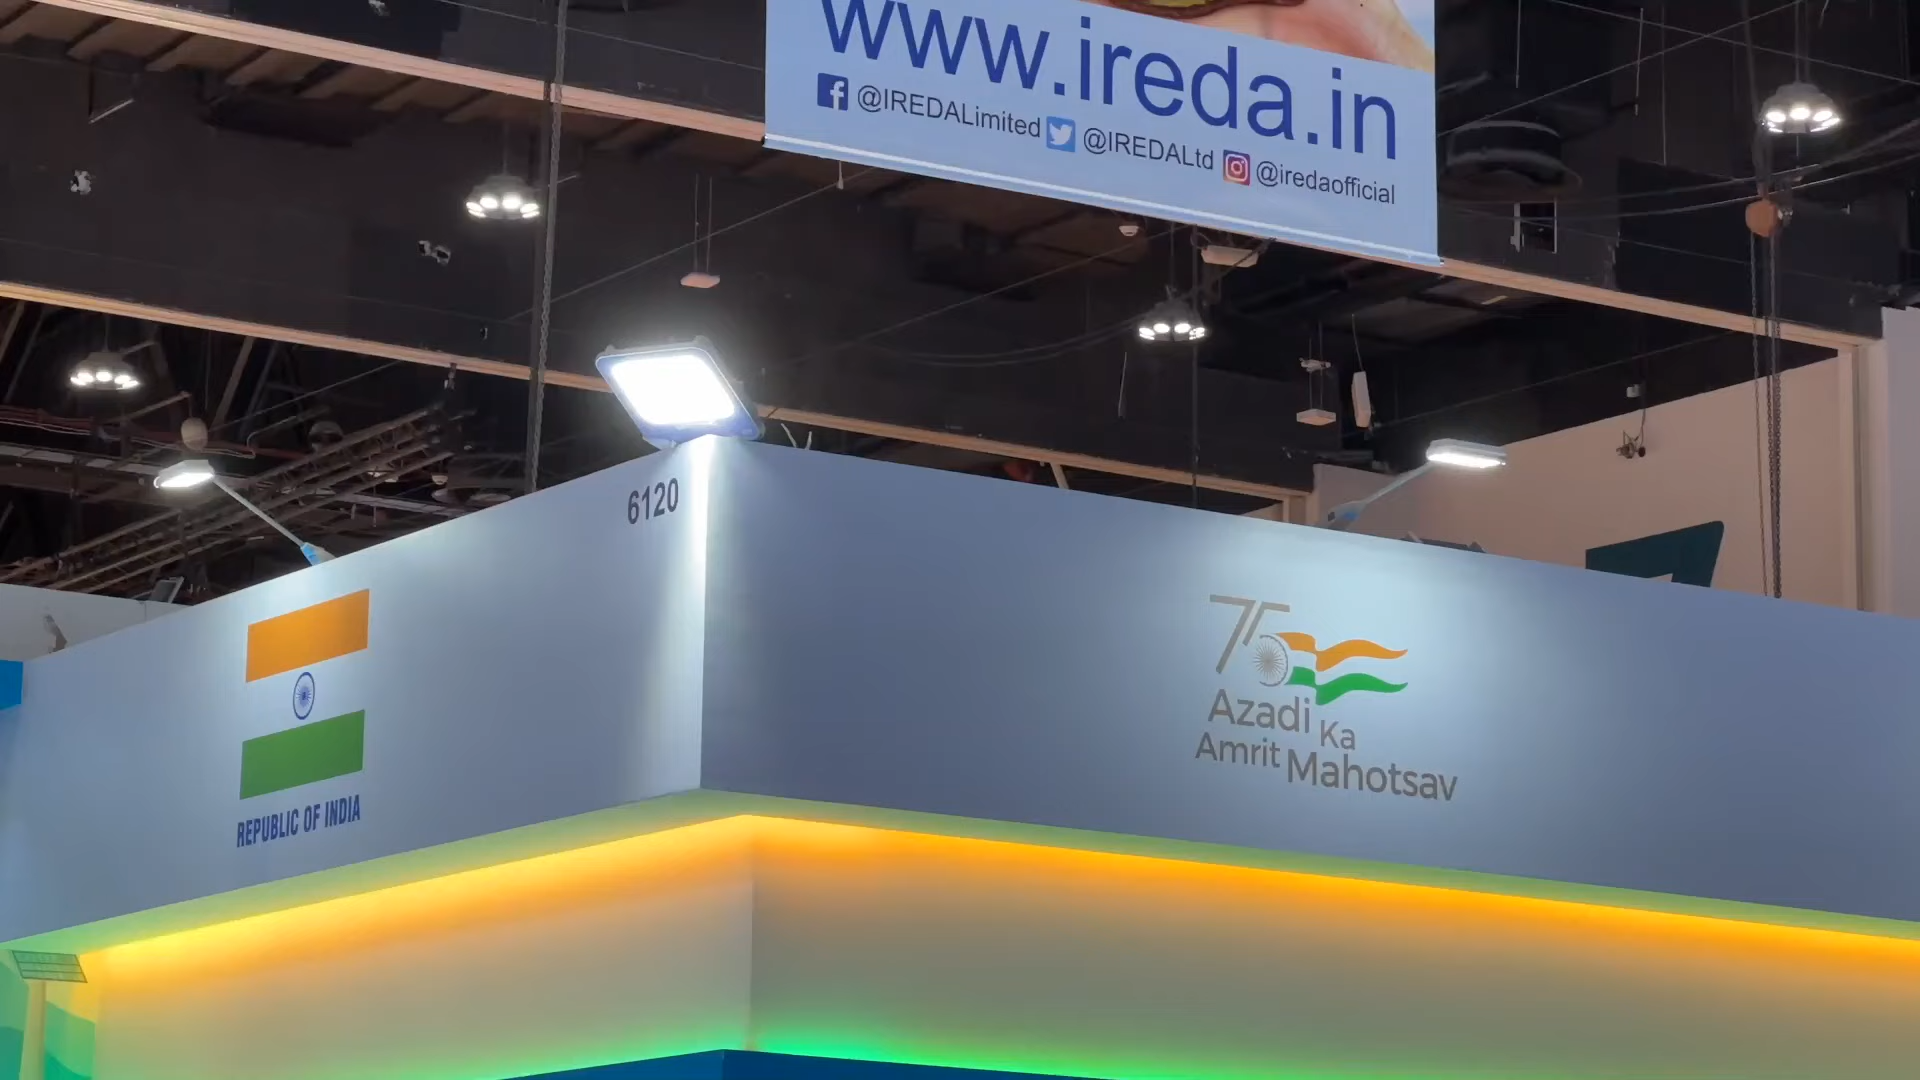 www.ireda.in
@IREDALimited @IREDALtd @iredaofficial
6120
REPUBLIC OF INDIA
75
Azadi Ka
Amrit Mahotsav